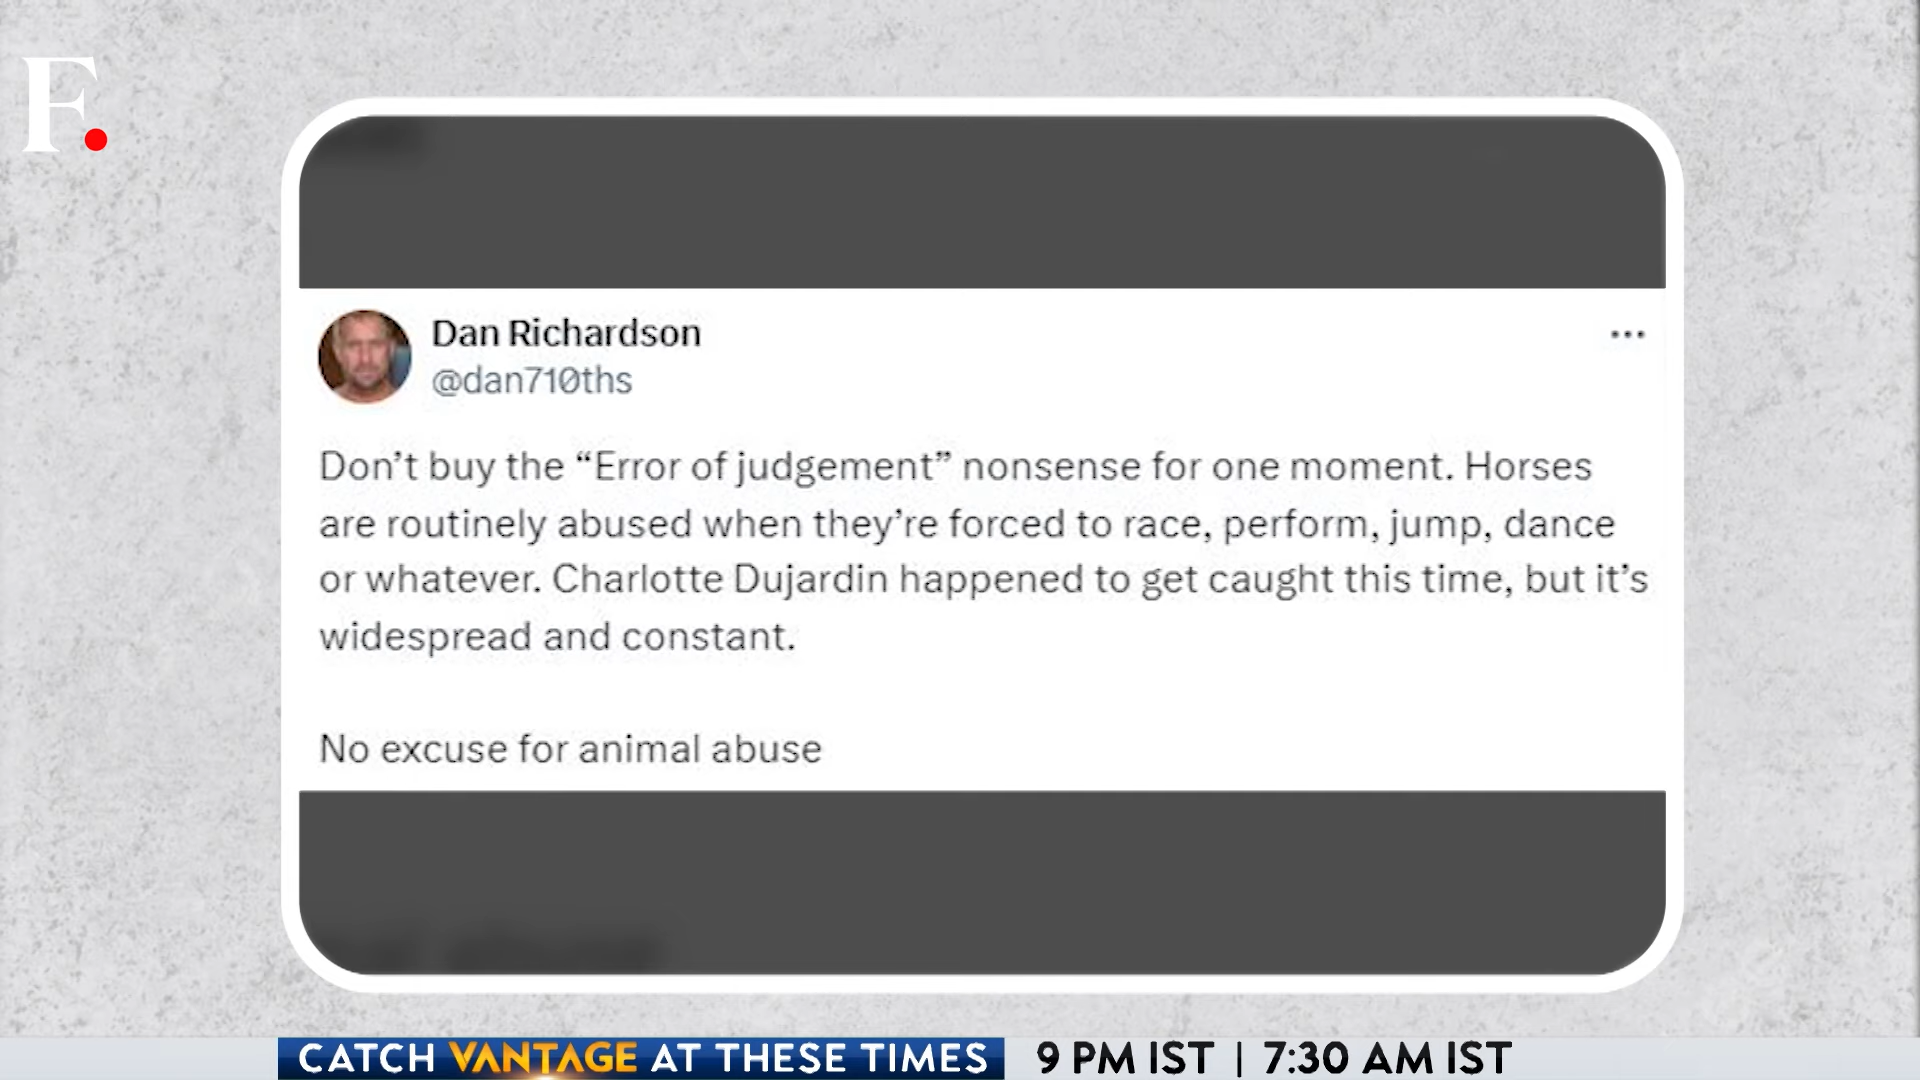 F.
Dan Richardson
@dan710ths
Don’t buy the “Error of judgement” nonsense for one moment. Horses
are routinely abused when they’re forced to race, perform, jump, dance
or whatever. Charlotte Dujardin happened to get caught this time, but it’s
widespread and constant.
No excuse for animal abuse
CATCH VANTAGE AT THESE TIMES 9 PM IST | 7:30 AM IST